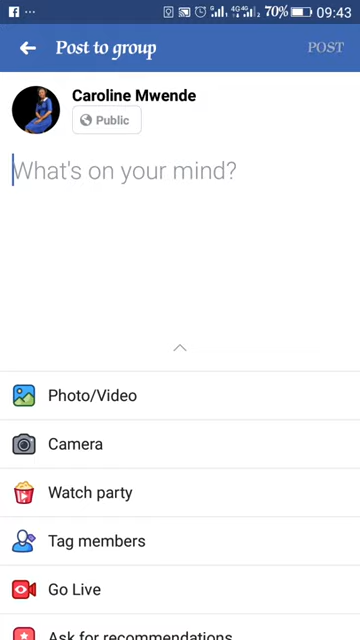 70% 09:43
Post to group POST
Caroline Mwende
Public
What's on your mind?
Photo/Video
Camera
Watch party
Tag members
Go Live
Ask for recommendations